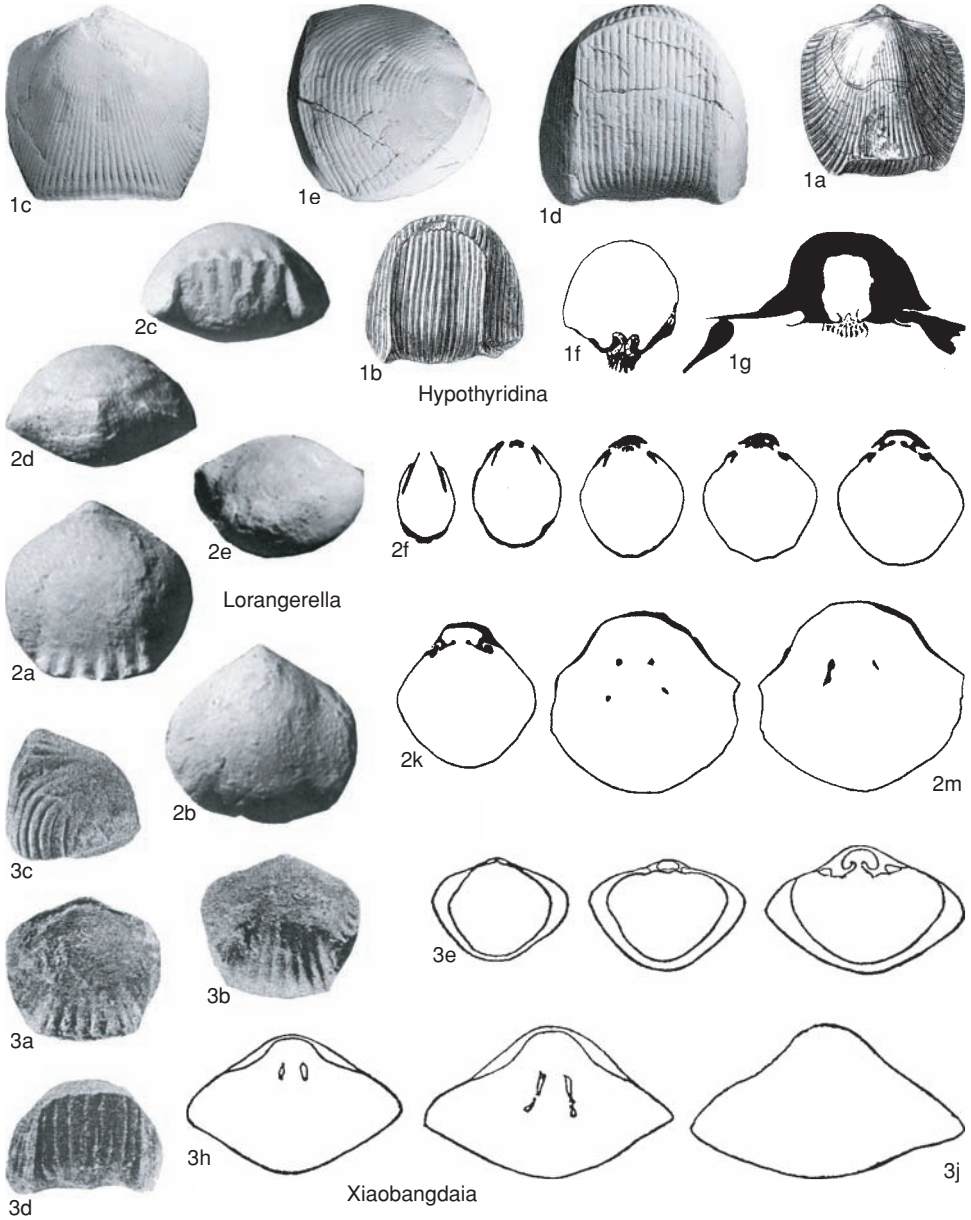 1c
1e
1d
1a
2c
1b
1f
1g
Hypothyridina
2d
2e
2f
Lorangerella
2a
2k
2m
2b
3c
3e
3b
3a
3h
3j
Xiaobangdaia
3d